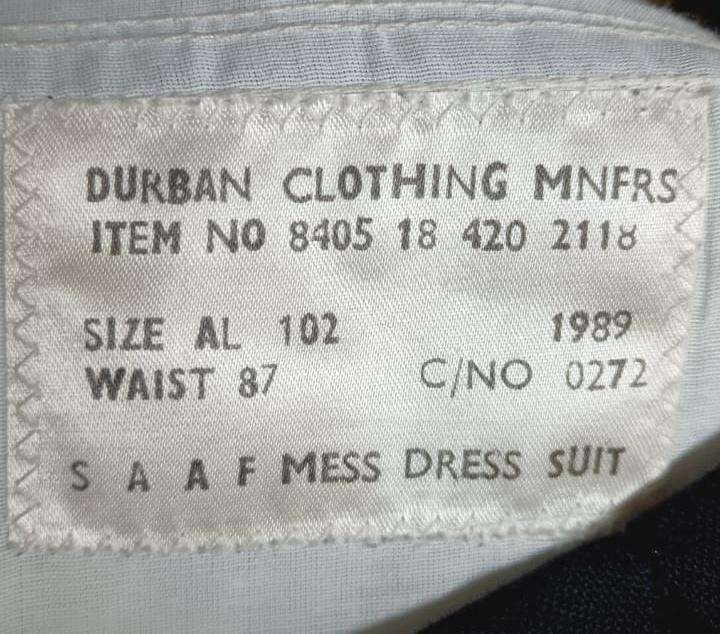 DURBAN CLOTHING MNFRS
ITEM NO 8405 18 420 2118
SIZE AL 102 1989
WAIST 87 C/NO 0272
S A A F MESS DRESS SUIT